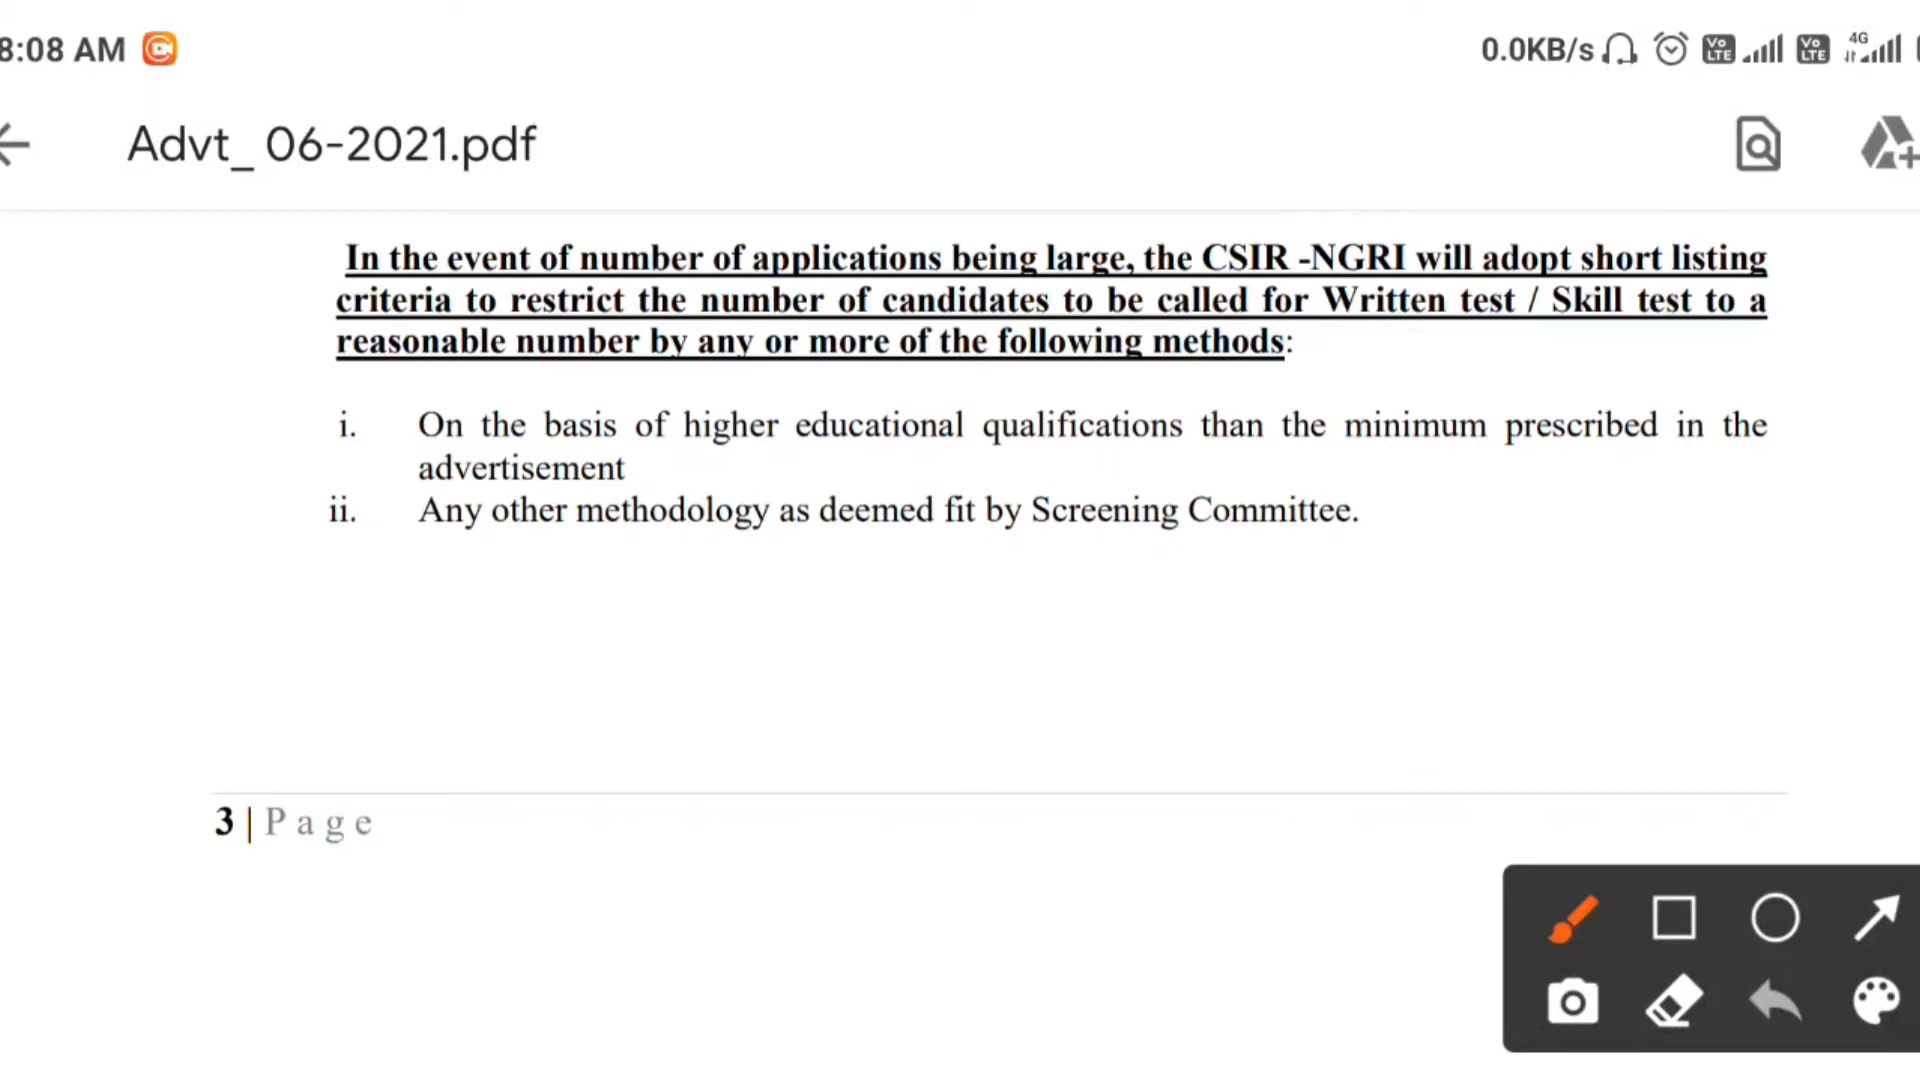 8:08 AM
0.0KB/s Vo LTE Vo LTE 4G
Advt_ 06-2021.pdf
In the event of number of applications being large, the CSIR -NGRI will adopt short listing
criteria to restrict the number of candidates to be called for Written test / Skill test to a
reasonable number by any or more of the following methods:
i. On the basis of higher educational qualifications than the minimum prescribed in the
advertisement
ii. Any other methodology as deemed fit by Screening Committee.
3 | Page